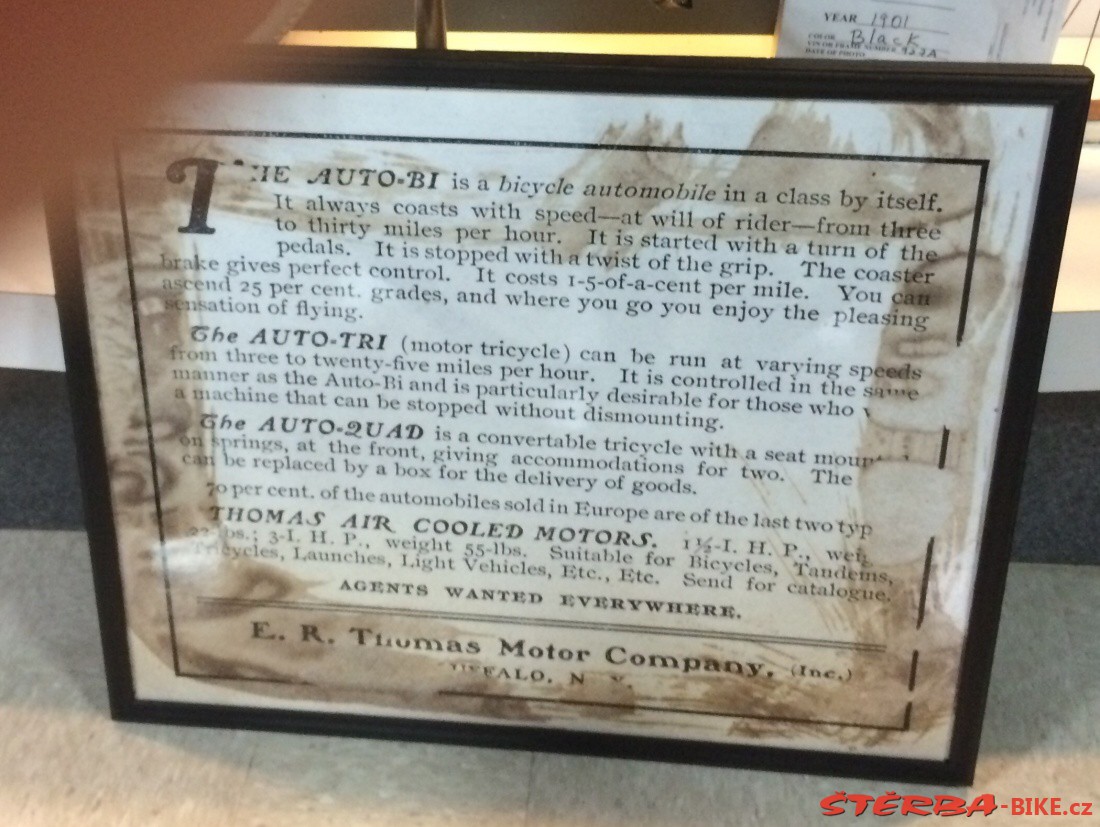 YEAR 1901
COLOR Black
THE AUTO-BI is a bicycle automobile in a class by itself.
It always coasts with speed—at will of rider—from three
to thirty miles per hour. It is started with a turn of the
pedals. It is stopped with a twist of the grip. The coaster
brake gives perfect control. It costs 1-5-of-a-cent per mile. You can
ascend 25 per cent. grades, and where you go you enjoy the pleasing
sensation of flying.
The AUTO-TRI (motor tricycle) can be run at varying speeds
from three to twenty-five miles per hour. It is controlled in the same
manner as the Auto-Bi and is particularly desirable for those who
a machine that can be stopped without dismounting.
The AUTO-QUAD is a convertable tricycle with a seat mounted
on springs, at the front, giving accommodations for two. The
can be replaced by a box for the delivery of goods.
70 per cent. of the automobiles sold in Europe are of the last two typ
THOMAS AIR COOLED MOTORS. 1½-I. H. P., weig
lbs.; 3-I. H. P., weight 55-lbs. Suitable for Bicycles, Tandems,
Tricycles, Launches, Light Vehicles, Etc., Etc. Send for catalogue.
AGENTS WANTED EVERYWHERE.
E. R. Thomas Motor Company, (Inc.)
BUFFALO, N. Y.
ŠTĚRBA-BIKE.cz